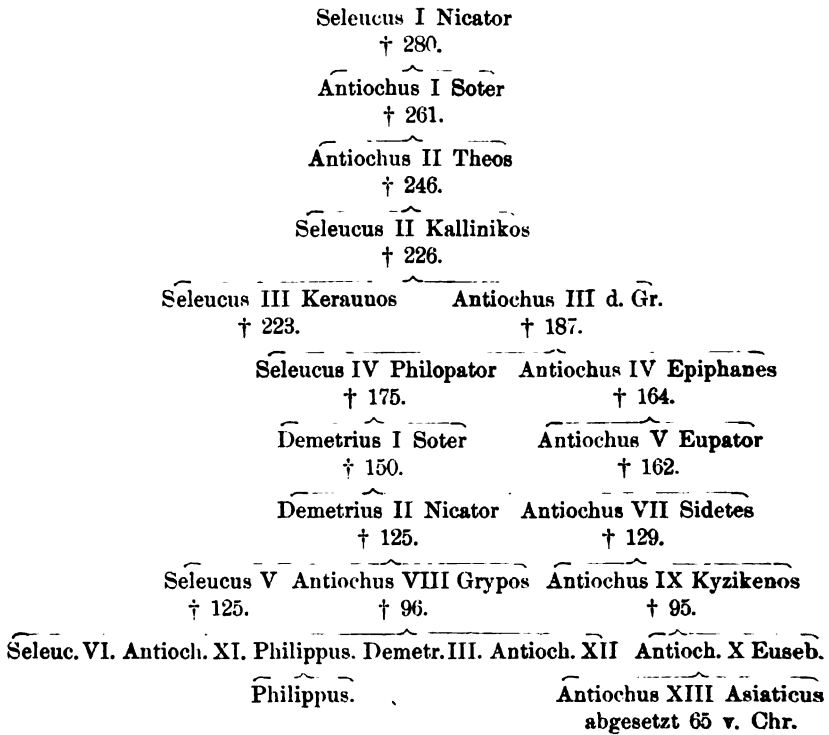 Seleucus I Nicator
† 280.
Antiochus I Soter
† 261.
Antiochus II Theos
† 246.
Seleucus II Kallinikos
† 226.
Seleucus III Keraunos Antiochus III d. Gr.
† 223. † 187.
Seleucus IV Philopator Antiochus IV Epiphanes
† 175. † 164.
Demetrius I Soter Antiochus V Eupator
† 150. † 162.
Demetrius II Nicator Antiochus VII Sidetes
† 125. † 129.
Seleucus V Antiochus VIII Grypos Antiochus IX Kyzikenos
† 125. † 96. † 95.
Seleuc. VI. Antioch. XI. Philippus. Demetr. III. Antioch. XII Antioch. X Euseb.
Philippus. Antiochus XIII Asiaticus
abgesetzt 65 v. Chr.